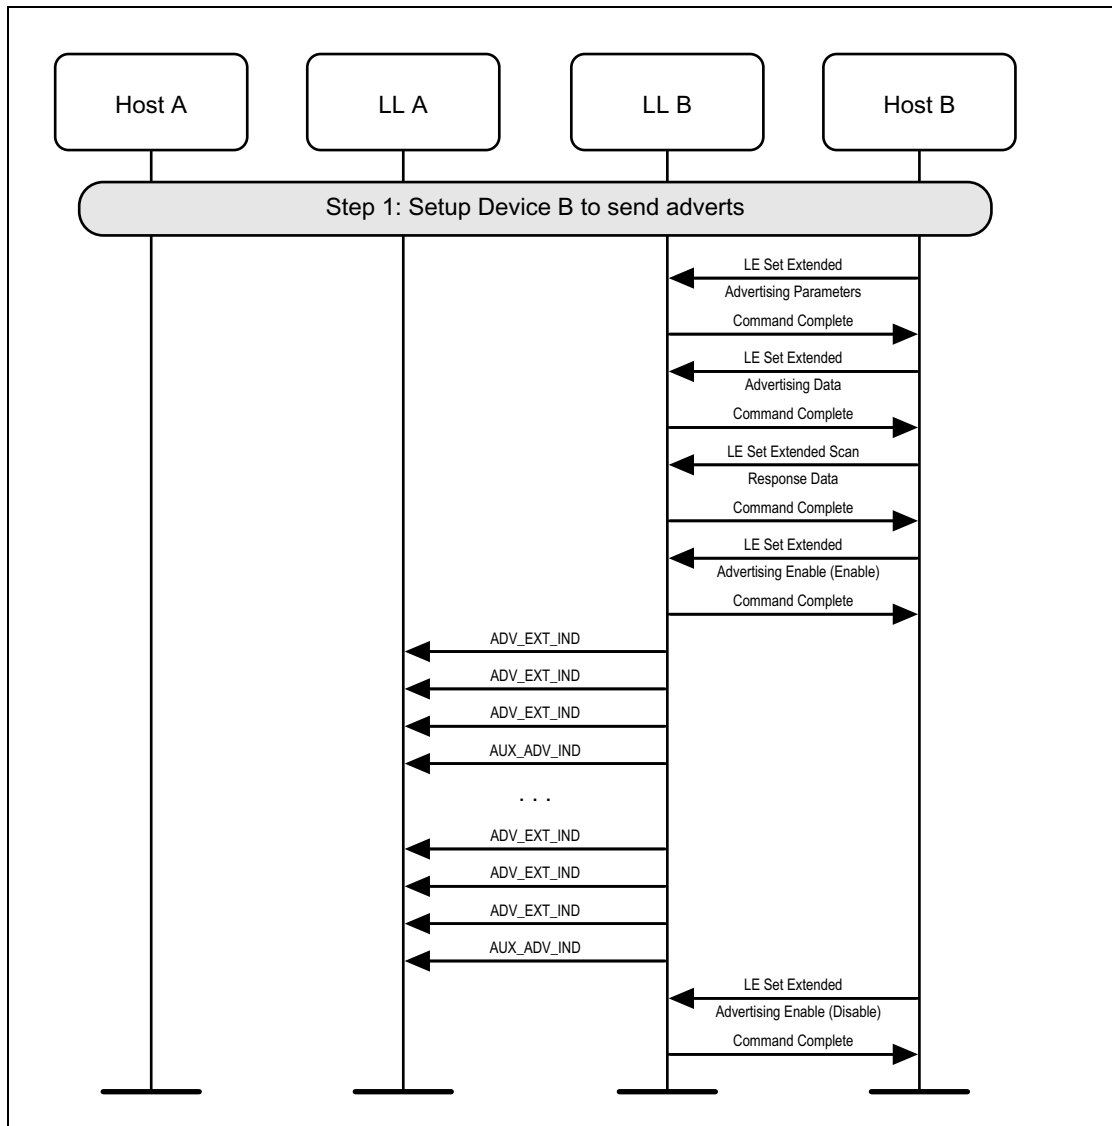 Host A
LL A
LL B
Host B
Step 1: Setup Device B to send adverts
LE Set Extended
Advertising Parameters
Command Complete
LE Set Extended
Advertising Data
Command Complete
LE Set Extended Scan
Response Data
Command Complete
LE Set Extended
Advertising Enable (Enable)
Command Complete
ADV_EXT_IND
ADV_EXT_IND
ADV_EXT_IND
AUX_ADV_IND
. . .
ADV_EXT_IND
ADV_EXT_IND
ADV_EXT_IND
AUX_ADV_IND
LE Set Extended
Advertising Enable (Disable)
Command Complete